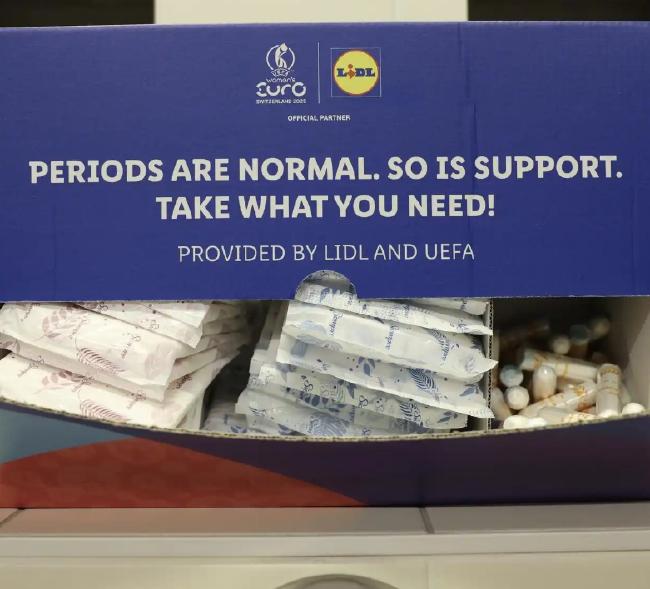 WOMEN'S
EURO
SWITZERLAND 2025
LIDL
OFFICIAL PARTNER
PERIODS ARE NORMAL. SO IS SUPPORT.
TAKE WHAT YOU NEED!
PROVIDED BY LIDL AND UEFA